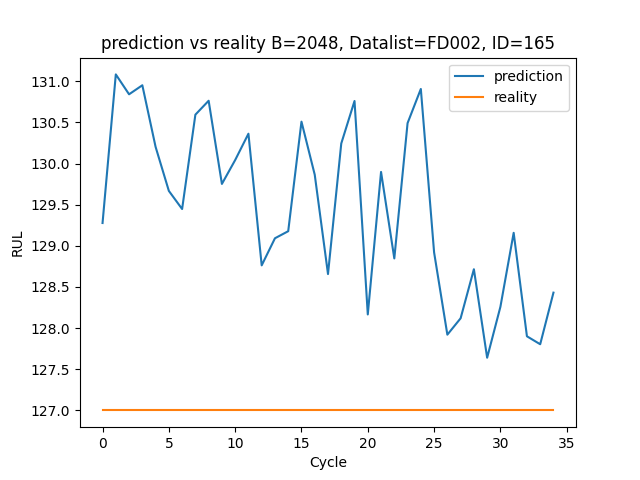 prediction vs reality B=2048, Datalist=FD002, ID=165
prediction
reality
RUL
131.0
130.5
130.0
129.5
129.0
128.5
128.0
127.5
127.0
0 5 10 15 20 25 30 35
Cycle